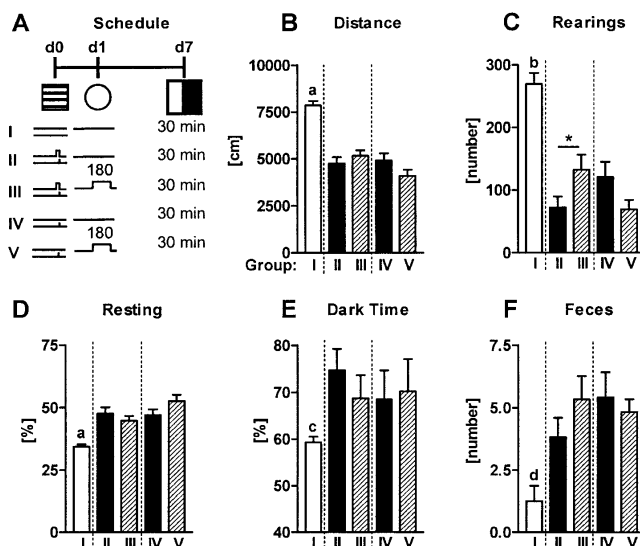 A Schedule
d0 d1 d7
I 30 min
II 30 min
180
III 30 min
IV 30 min
180
V 30 min
B Distance
10000
7500
5000
2500
0
[cm]
a
Group: I II III IV V
C Rearings
300
200
100
0
[number]
b
*
I II III IV V
D Resting
75
50
25
0
[%]
a
I II III IV V
E Dark Time
80
70
60
50
40
[%]
c
I II III IV V
F Feces
7.5
5.0
2.5
0.0
[number]
d
I II III IV V